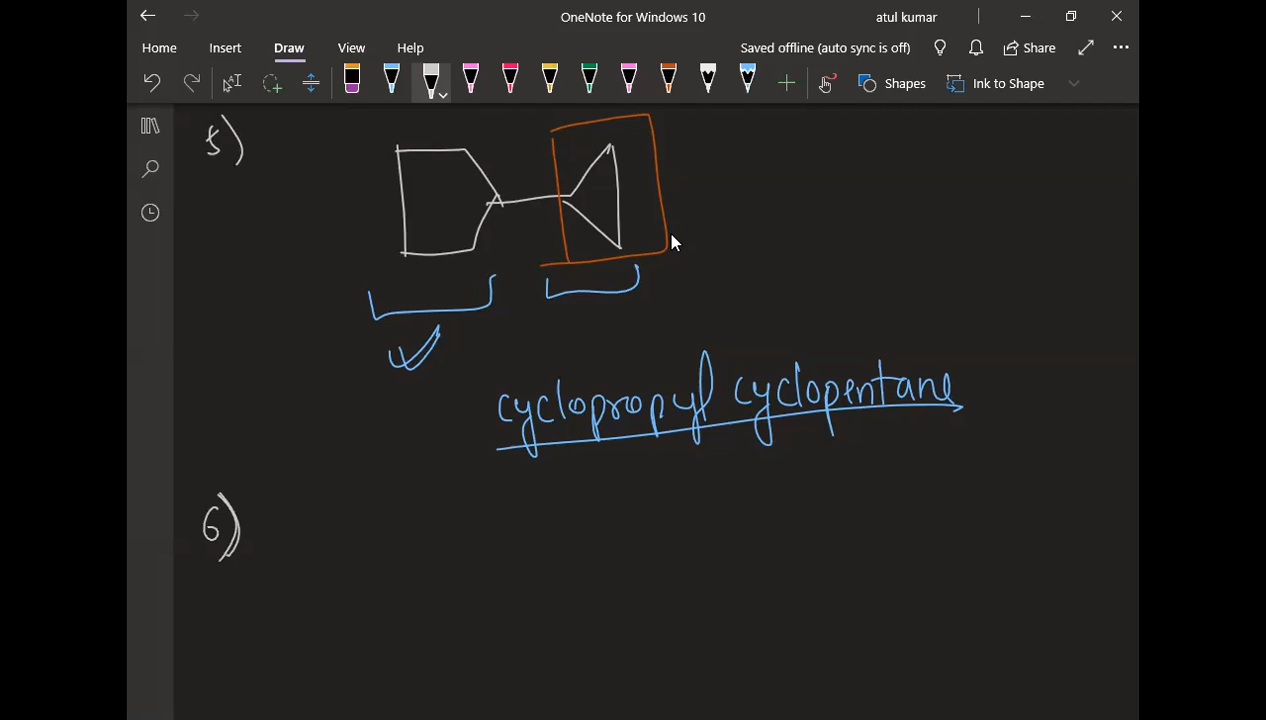 OneNote for Windows 10
atul kumar
Home Insert Draw View Help
Saved offline (auto sync is off)
Share
Shapes
Ink to Shape
5)
cyclopropyl cyclopentane
6)